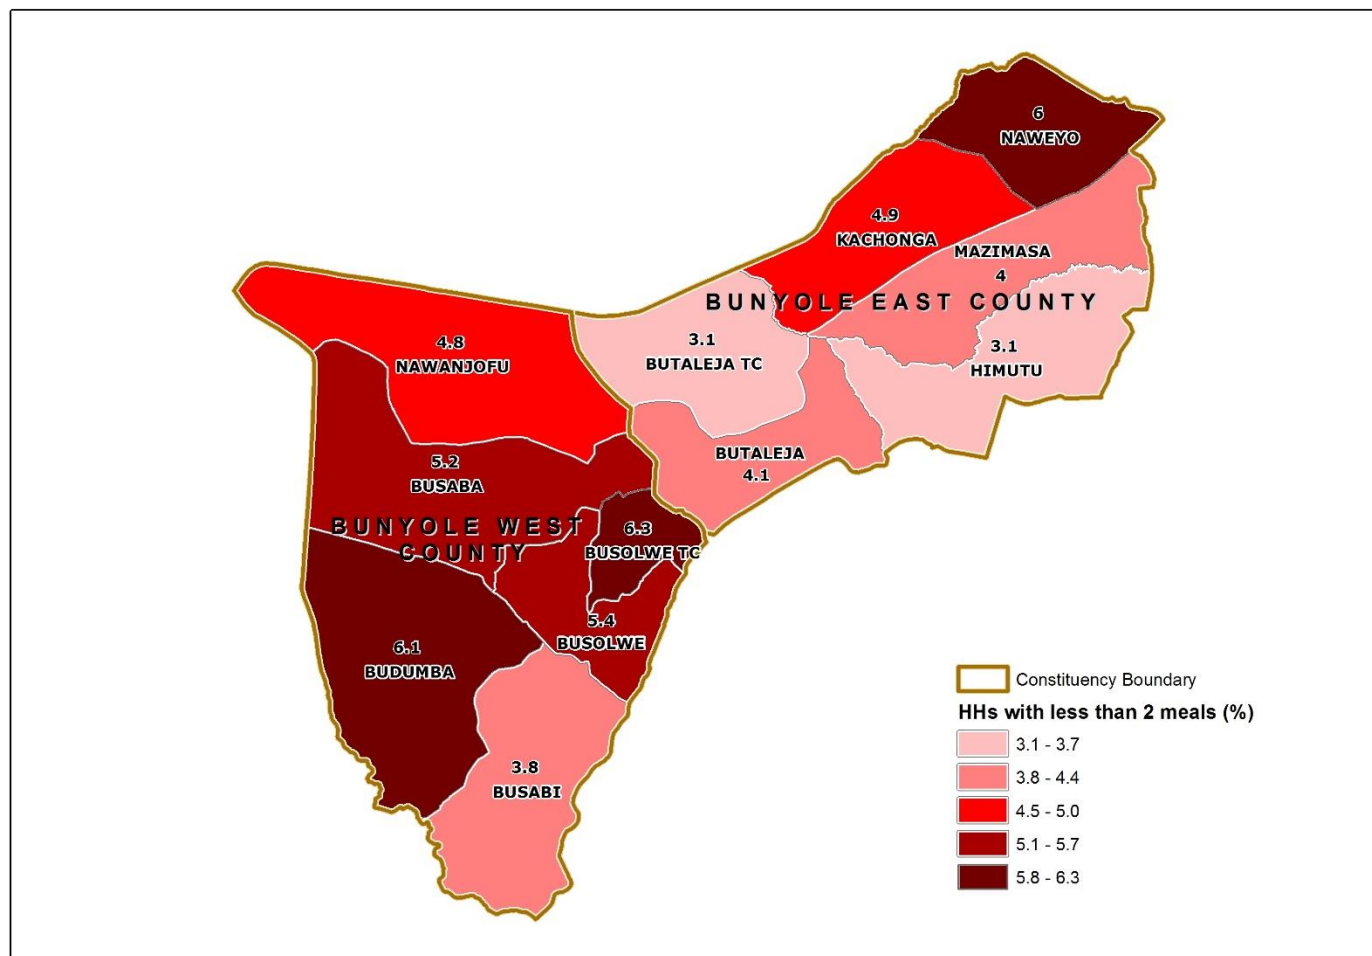 6
NAWEYO
4.9
KACHONGA
MAZIMASA
4
BUNYOLE EAST COUNTY
3.1
BUTALEJA TC
3.1
HIMUTU
4.8
NAWANJOFU
BUTALEJA
4.1
5.2
BUSABA
BUNYOLE WEST
COUNTY
6.3
BUSOLWE TC
5.4
BUSOLWE
6.1
BUDUMBA
3.8
BUSABI
Constituency Boundary
HHs with less than 2 meals (%)
3.1 - 3.7
3.8 - 4.4
4.5 - 5.0
5.1 - 5.7
5.8 - 6.3